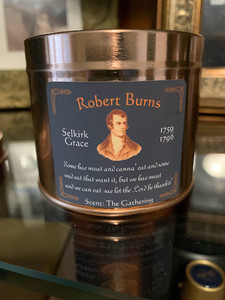 Robert Burns
Selkirk 1759
Grace 1796
Some hae meat and canna' eat and some
wad eat that want it, but we hae meat
and we can eat sae let the Lord be thankit'
Scent: The Gathering